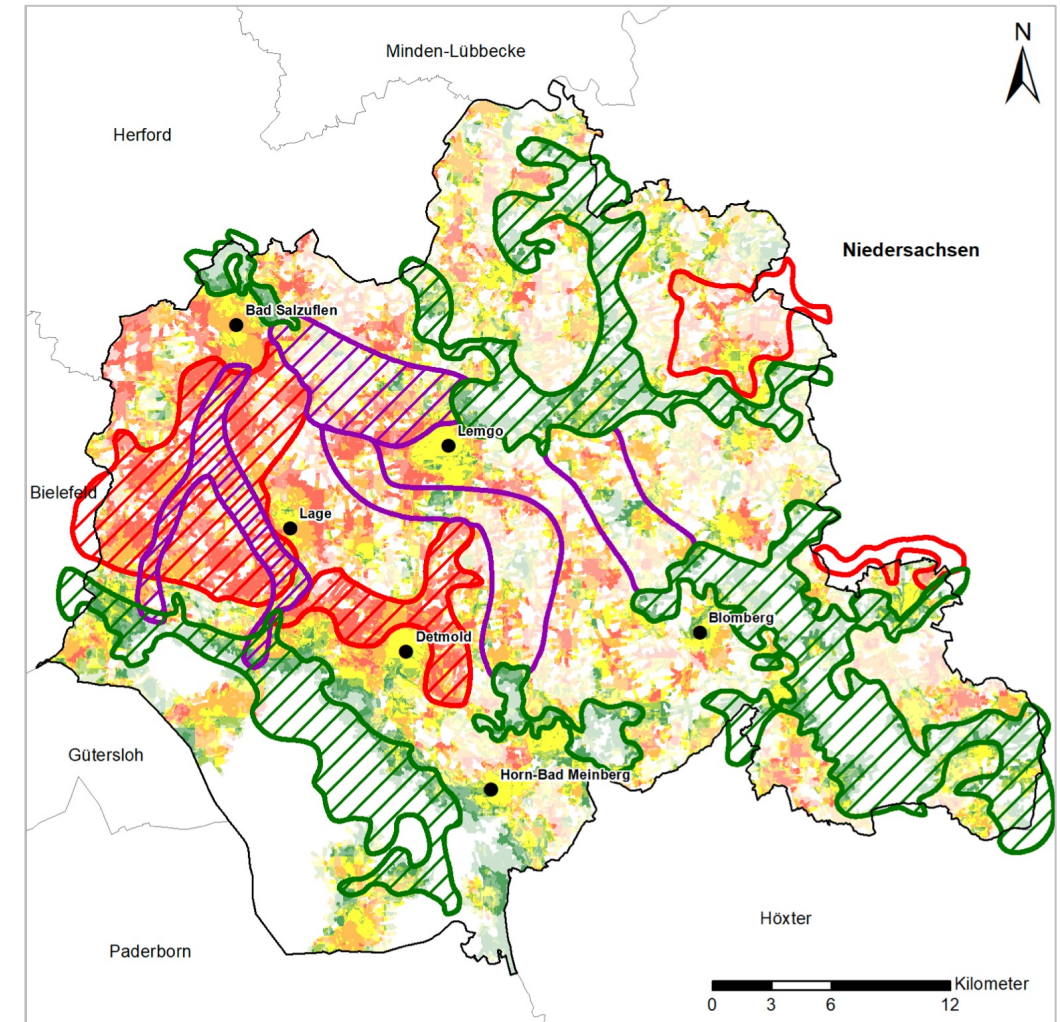 Minden-Lübbecke
N
Herford
Niedersachsen
Bad Salzuflen
Lemgo
Bielefeld
Lage
Blomberg
Detmold
Gütersloh
Horn-Bad Meinberg
Höxter
Paderborn
Kilometer
0 3 6 12